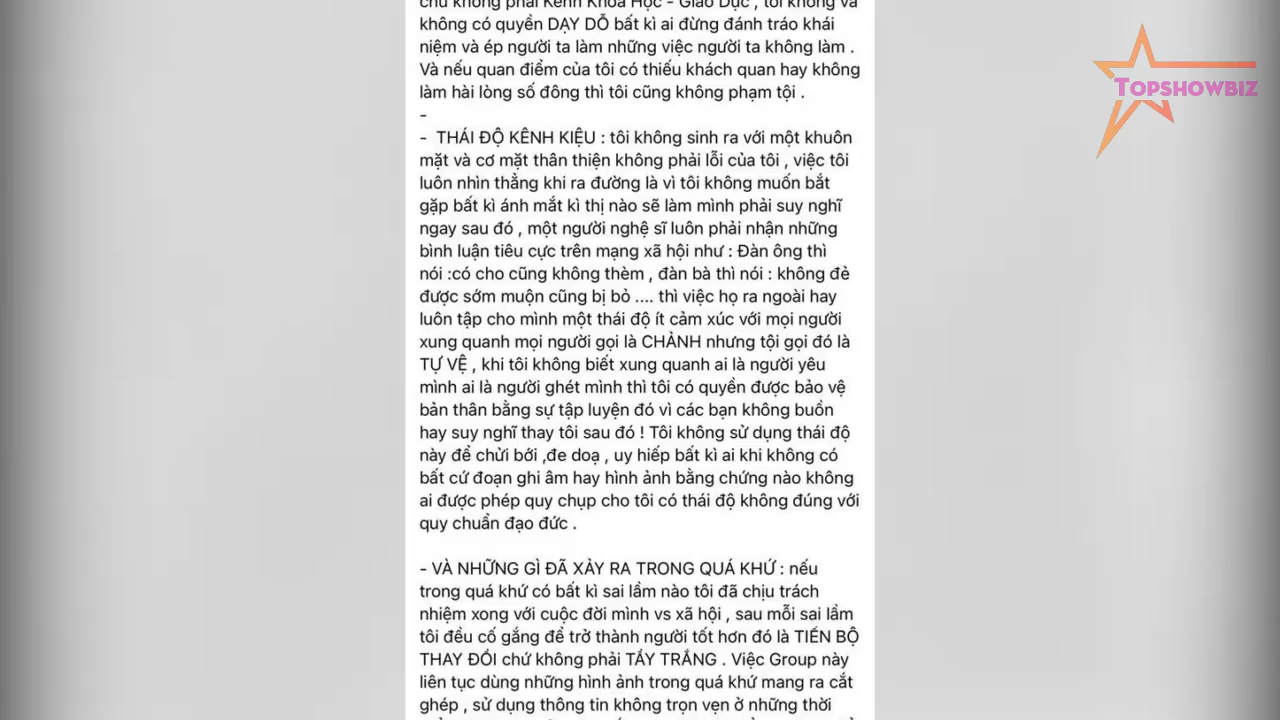 chứ không phải Kênh Khoa Học - Giáo Dục , tôi không và
không có quyền DẠY DỖ bất kì ai đừng đánh tráo khái
niệm và ép người ta làm những việc người ta không làm .
Và nếu quan điểm của tôi có thiếu khách quan hay không
làm hài lòng số đông thì tôi cũng không phạm tội .
-
- THÁI ĐỘ KÊNH KIỆU : tôi không sinh ra với một khuôn
mặt và cơ mặt thân thiện không phải lỗi của tôi , việc tôi
luôn nhìn thẳng khi ra đường là vì tôi không muốn bắt
gặp bất kì ánh mắt kì thị nào sẽ làm mình phải suy nghĩ
ngay sau đó , một người nghệ sĩ luôn phải nhận những
bình luận tiêu cực trên mạng xã hội như : Đàn ông thì
nói :có cho cũng không thèm , đàn bà thì nói : không đẻ
được sớm muộn cũng bị bỏ .... thì việc họ ra ngoài hay
luôn tập cho mình một thái độ ít cảm xúc với mọi người
xung quanh mọi người gọi là CHẢNH nhưng tội gọi đó là
TỰ VỆ , khi tôi không biết xung quanh ai là người yêu
mình ai là người ghét mình thì tôi có quyền được bảo vệ
bản thân bằng sự tập luyện đó vì các bạn không buồn
hay suy nghĩ thay tôi sau đó ! Tôi không sử dụng thái độ
này để chửi bới ,đe doạ , uy hiếp bất kì ai khi không có
bất cứ đoạn ghi âm hay hình ảnh bằng chứng nào không
ai được phép quy chụp cho tôi có thái độ không đúng với
quy chuẩn đạo đức .
- VÀ NHỮNG GÌ ĐÃ XẢY RA TRONG QUÁ KHỨ : nếu
trong quá khứ có bất kì sai lầm nào tôi đã chịu trách
nhiệm xong với cuộc đời mình vs xã hội , sau mỗi sai lầm
tôi đều cố gắng để trở thành người tốt hơn đó là TIẾN BỘ
THAY ĐỔI chứ không phải TẨY TRẮNG . Việc Group này
liên tục dùng những hình ảnh trong quá khứ mang ra cắt
ghép , sử dụng thông tin không trọn vẹn ở những thời
TOPSHOWBIZ